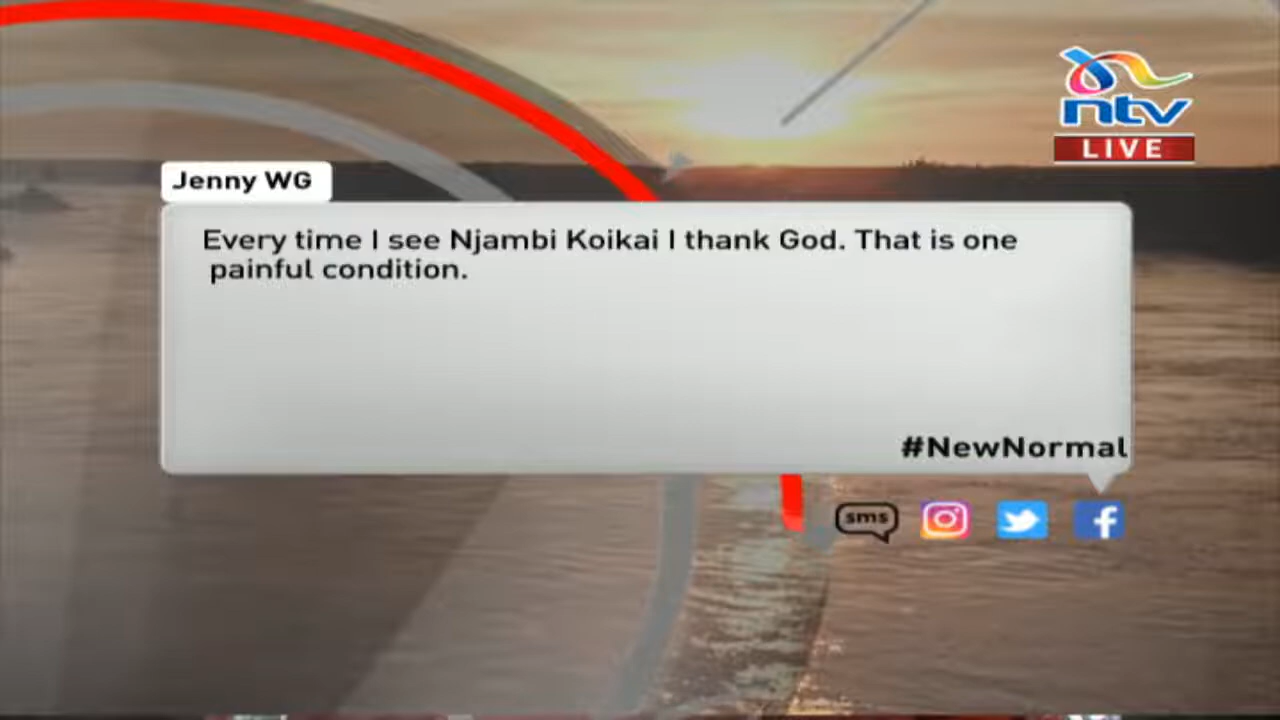 ntv
LIVE
Jenny WG
Every time I see Njambi Koikai I thank God. That is one
painful condition.
#NewNormal
sms